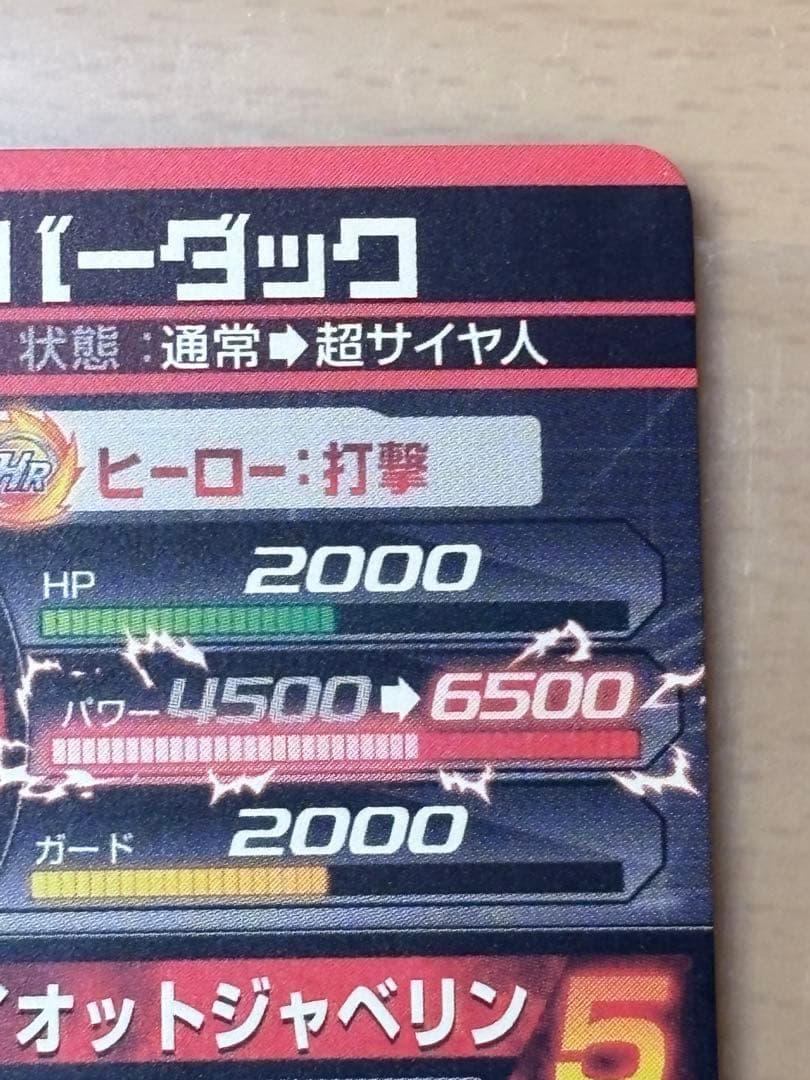 バーダック
状態：通常➡超サイヤ人
HR ヒーロー：打撃
HP 2000
パワー 4500➡6500
ガード 2000
イオットジャベリン 5